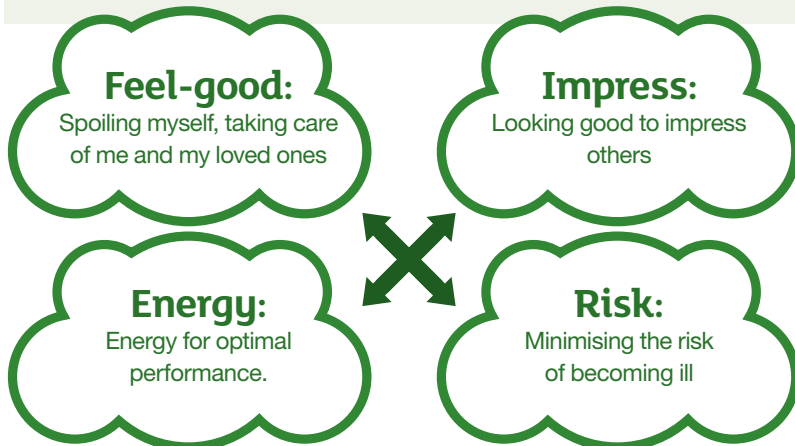 Feel-good:
Spoiling myself, taking care
of me and my loved ones
Impress:
Looking good to impress
others
Energy:
Energy for optimal
performance.
Risk:
Minimising the risk
of becoming ill